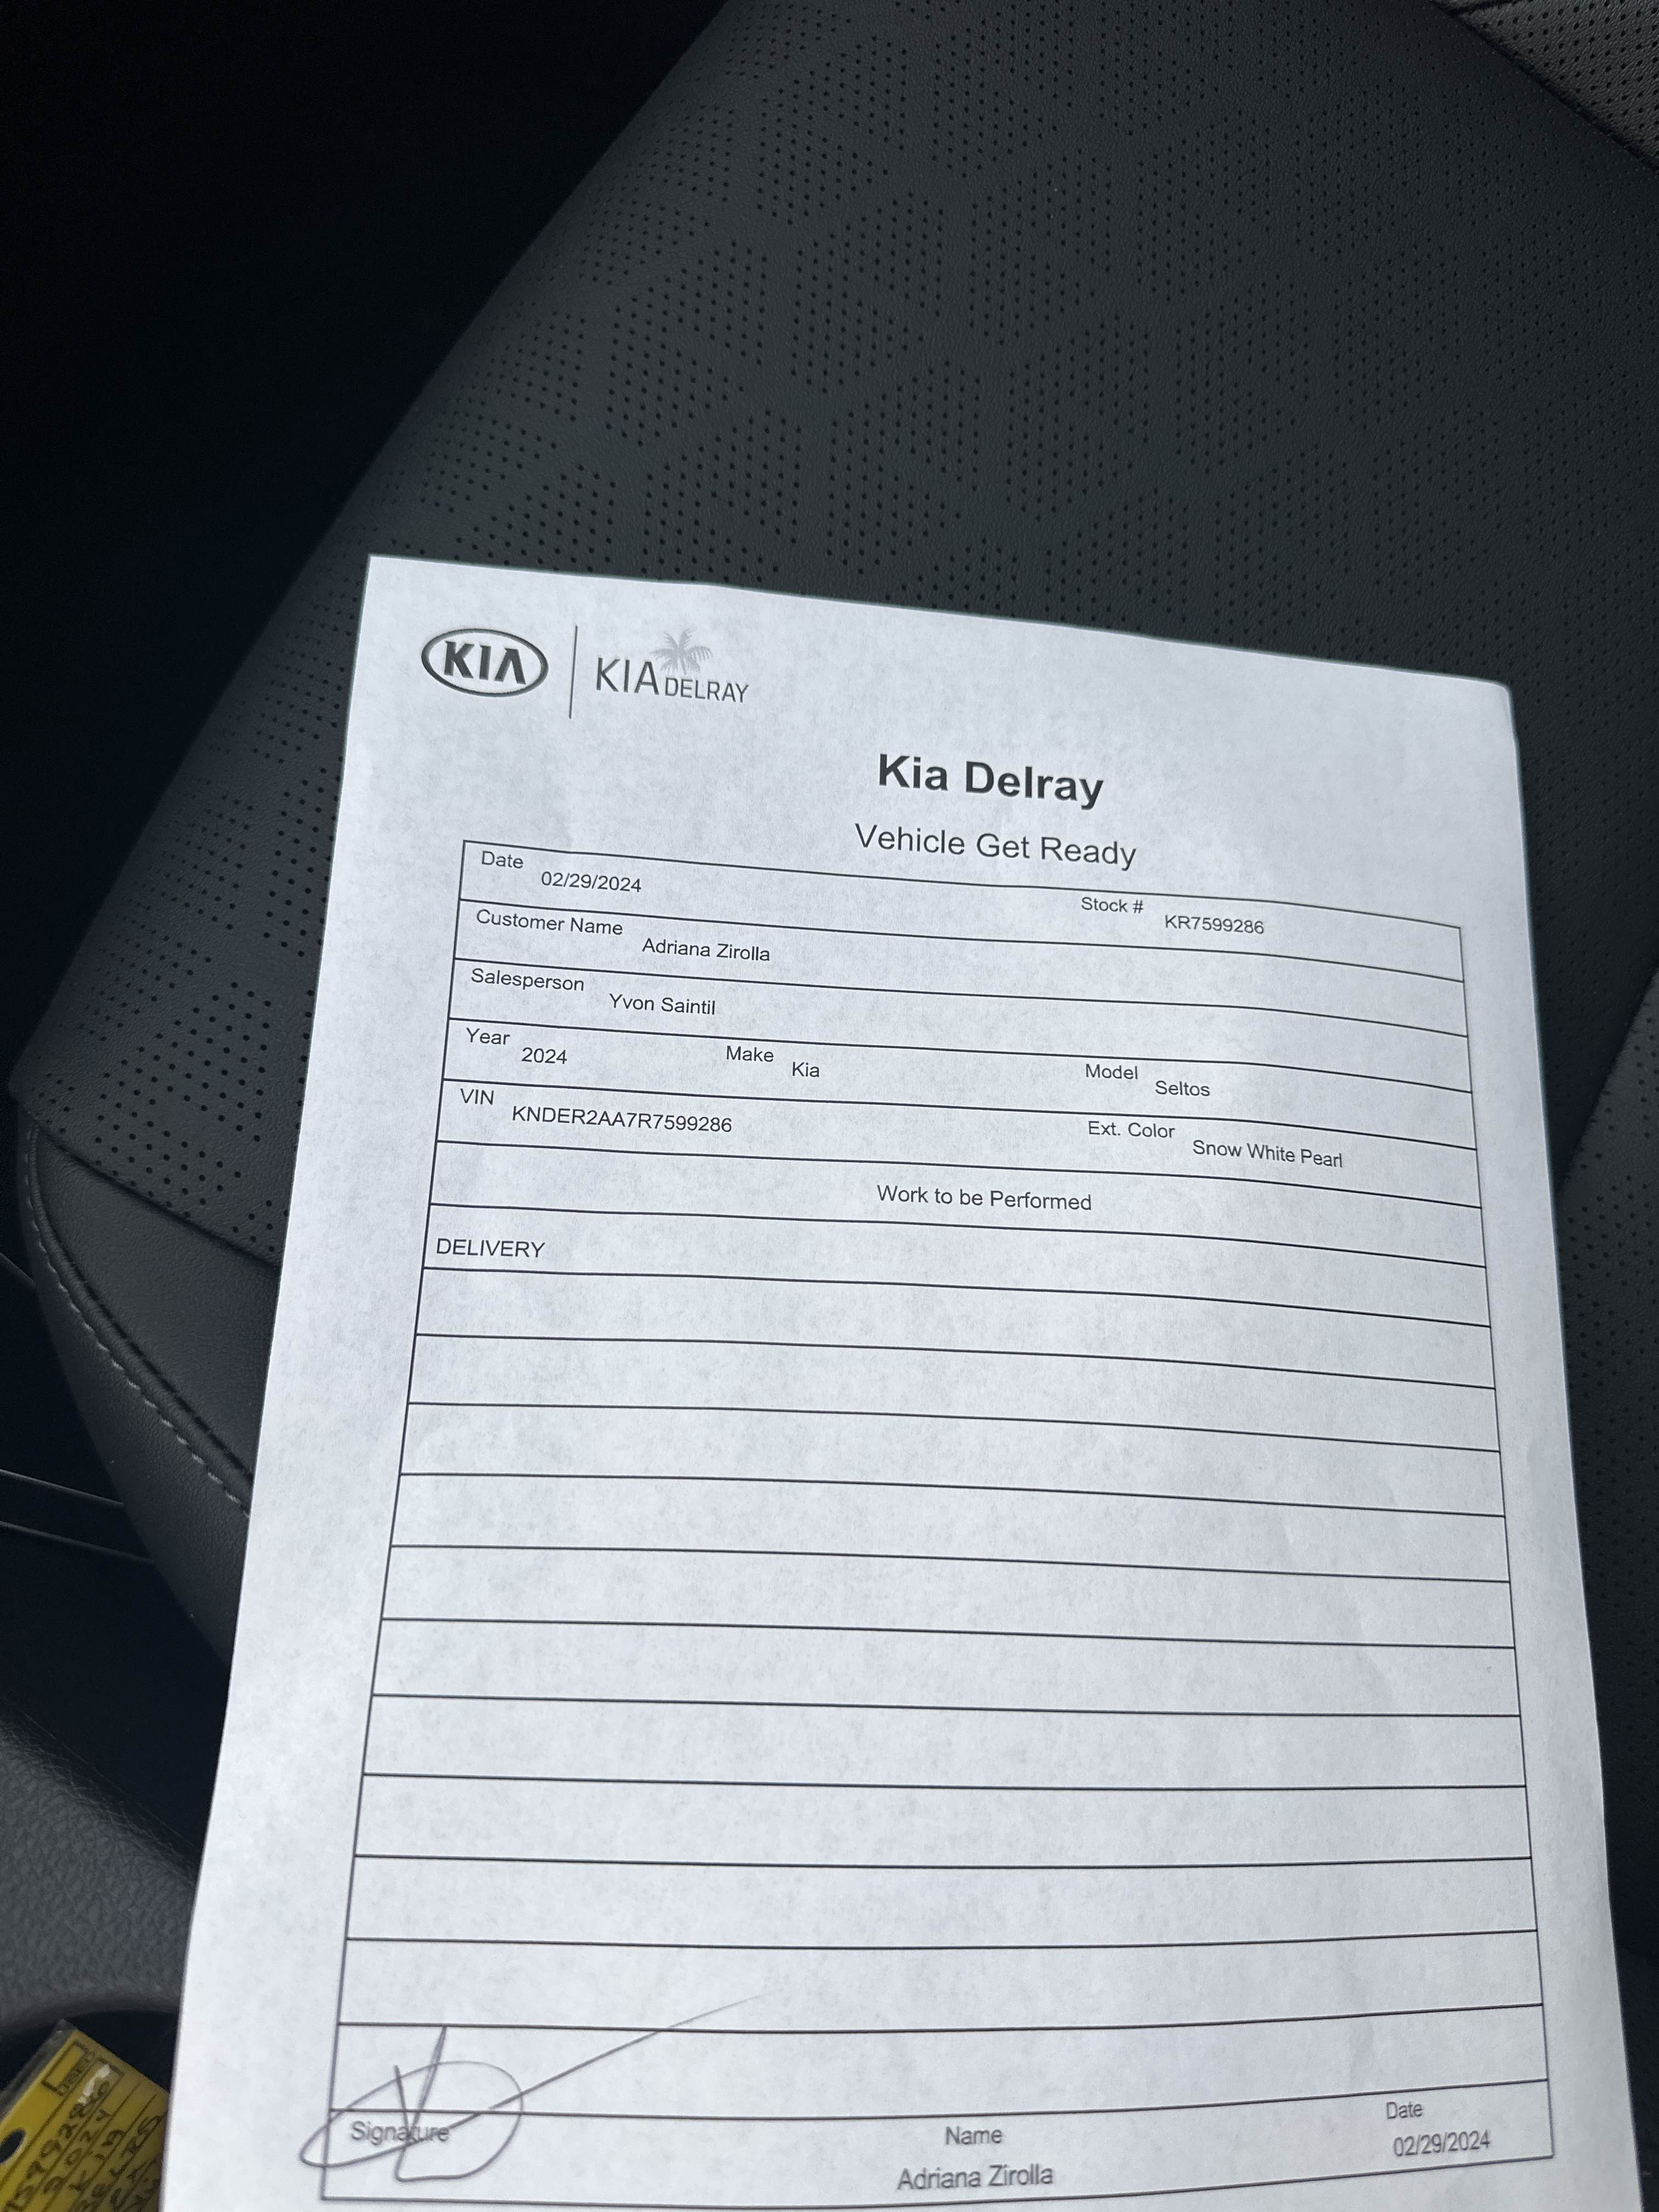 KIA KIA DELRAY
Kia Delray
Vehicle Get Ready
Date 02/29/2024 Stock # KR7599286
Customer Name Adriana Zirolla
Salesperson Yvon Saintil
Year 2024 Make Kia Model Seltos
VIN KNDER2AA7R7599286 Ext. Color Snow White Pearl
Work to be Performed
DELIVERY
Signature Name Date
Adriana Zirolla 02/29/2024